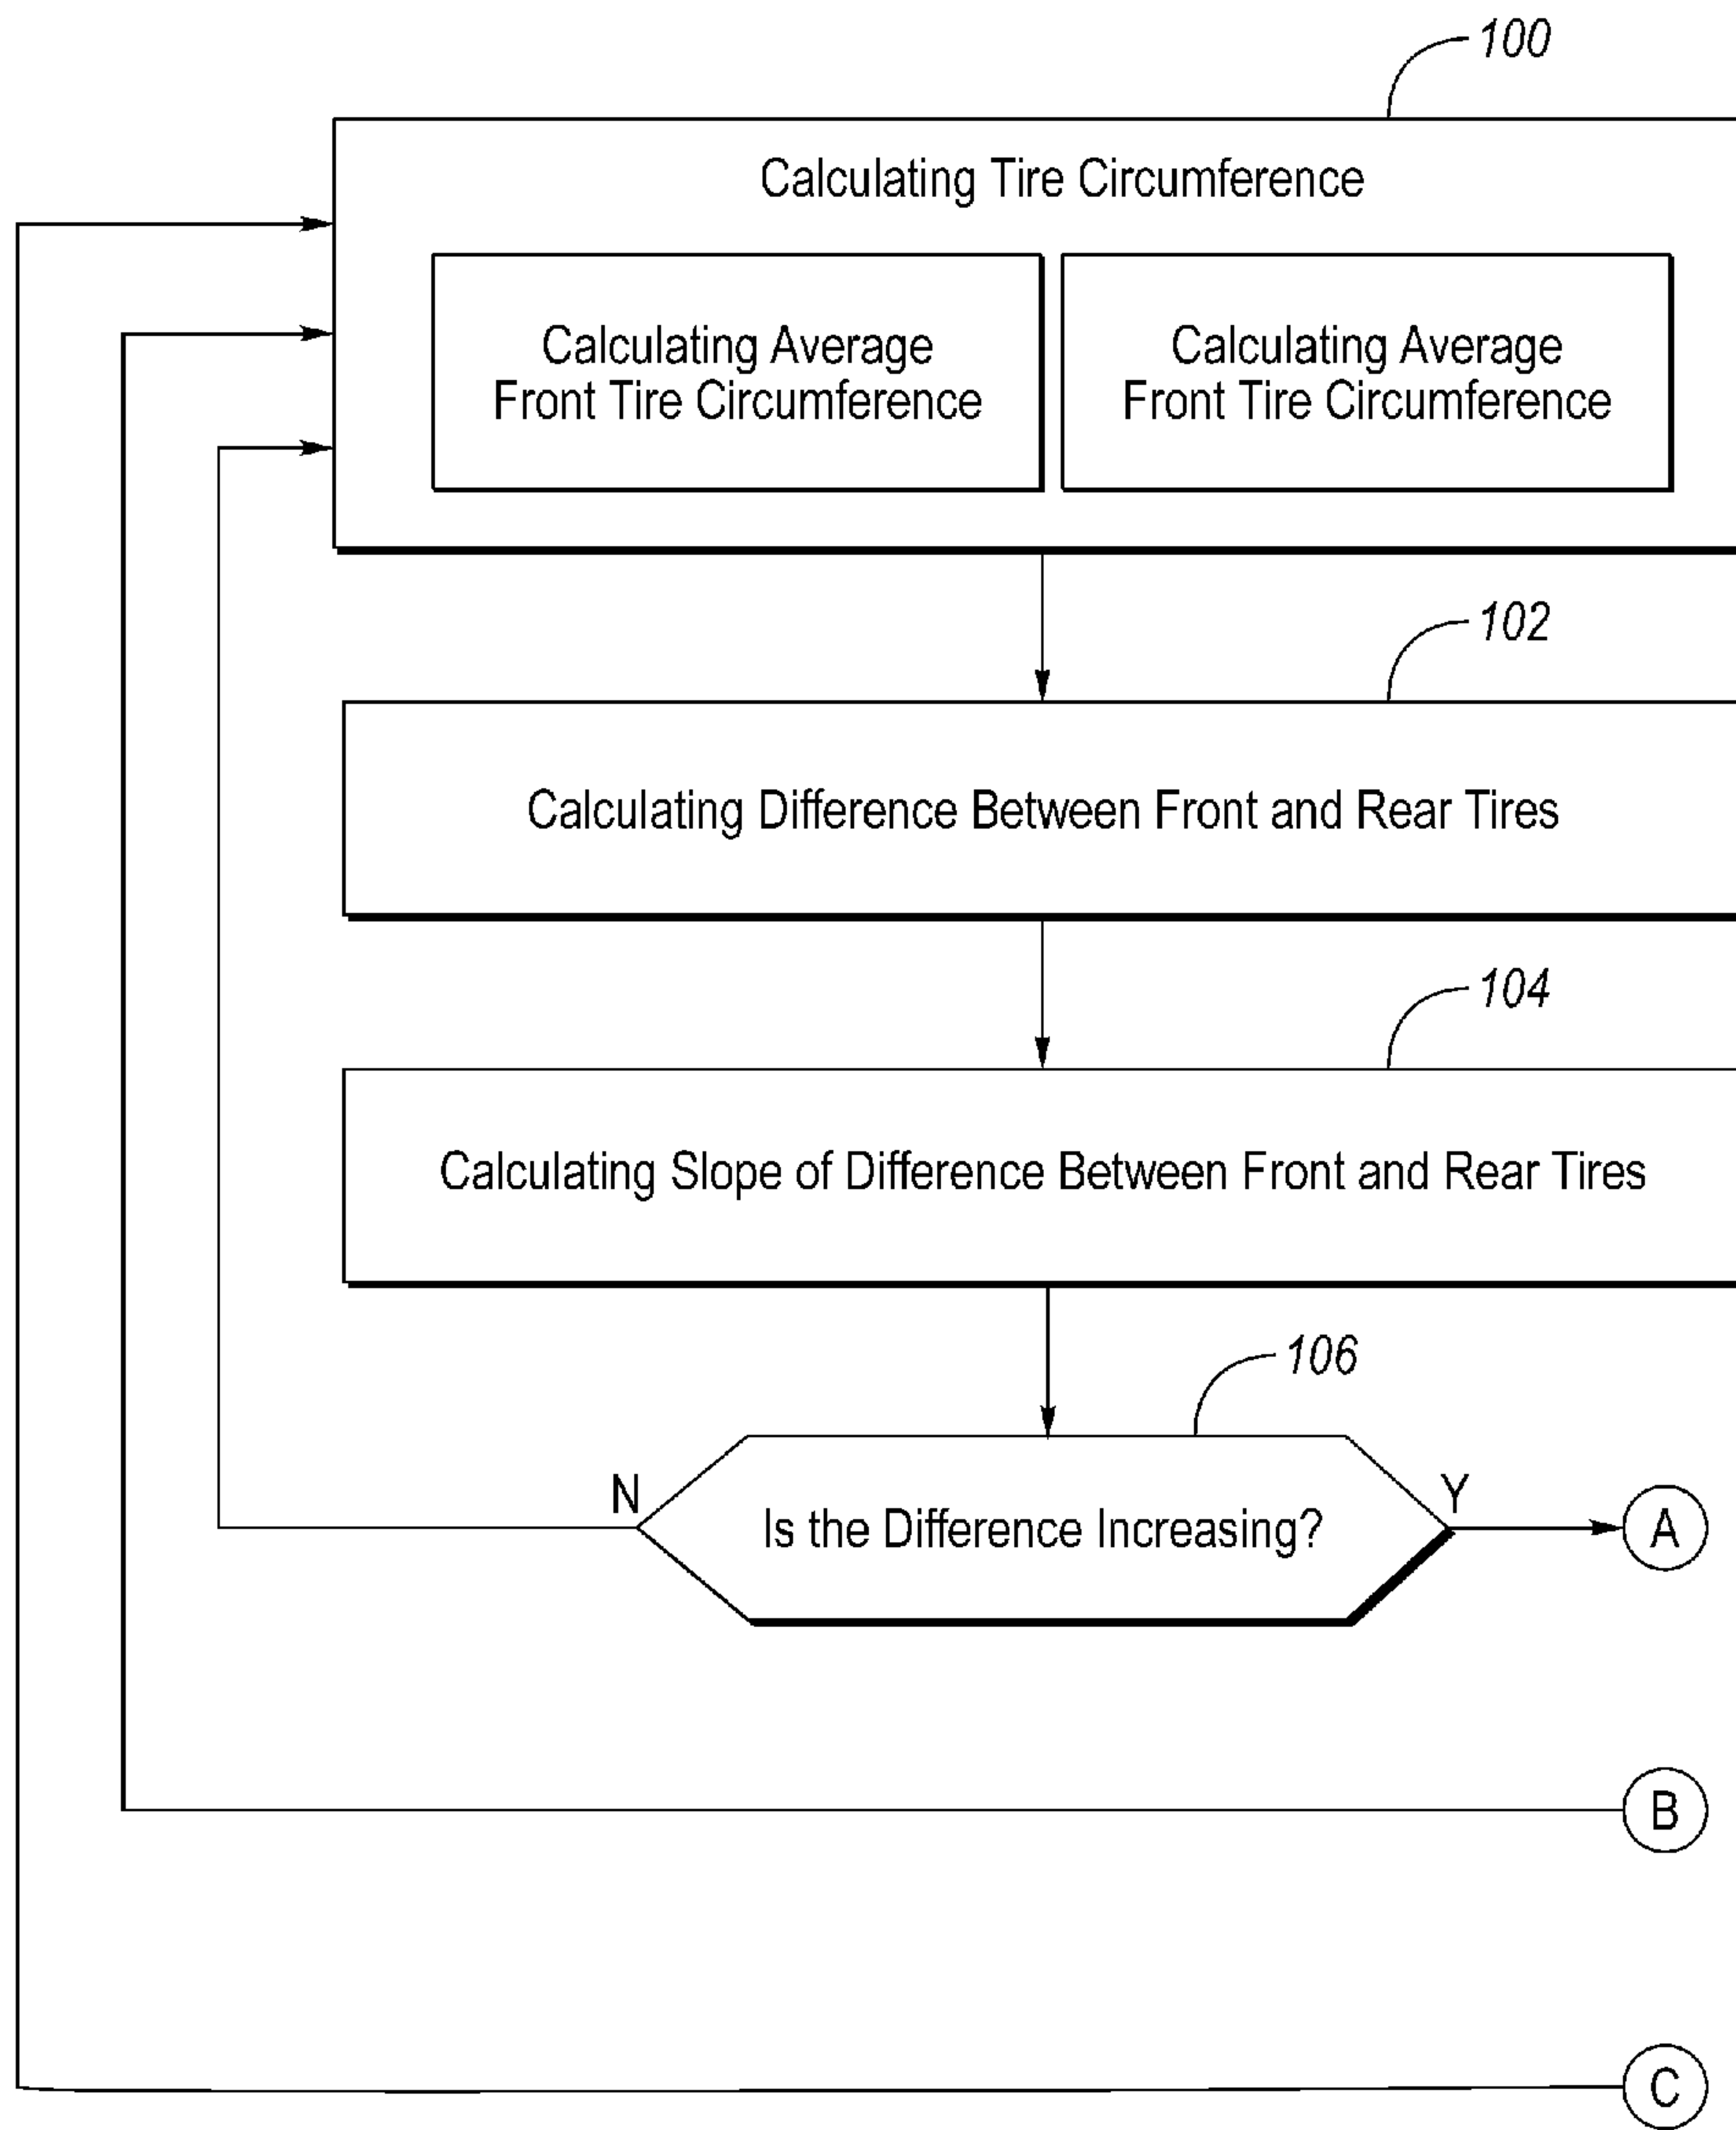 100
Calculating Tire Circumference
Calculating Average
Front Tire Circumference
Calculating Average
Front Tire Circumference
102
Calculating Difference Between Front and Rear Tires
104
Calculating Slope of Difference Between Front and Rear Tires
106
N
Is the Difference Increasing?
Y
A
B
C